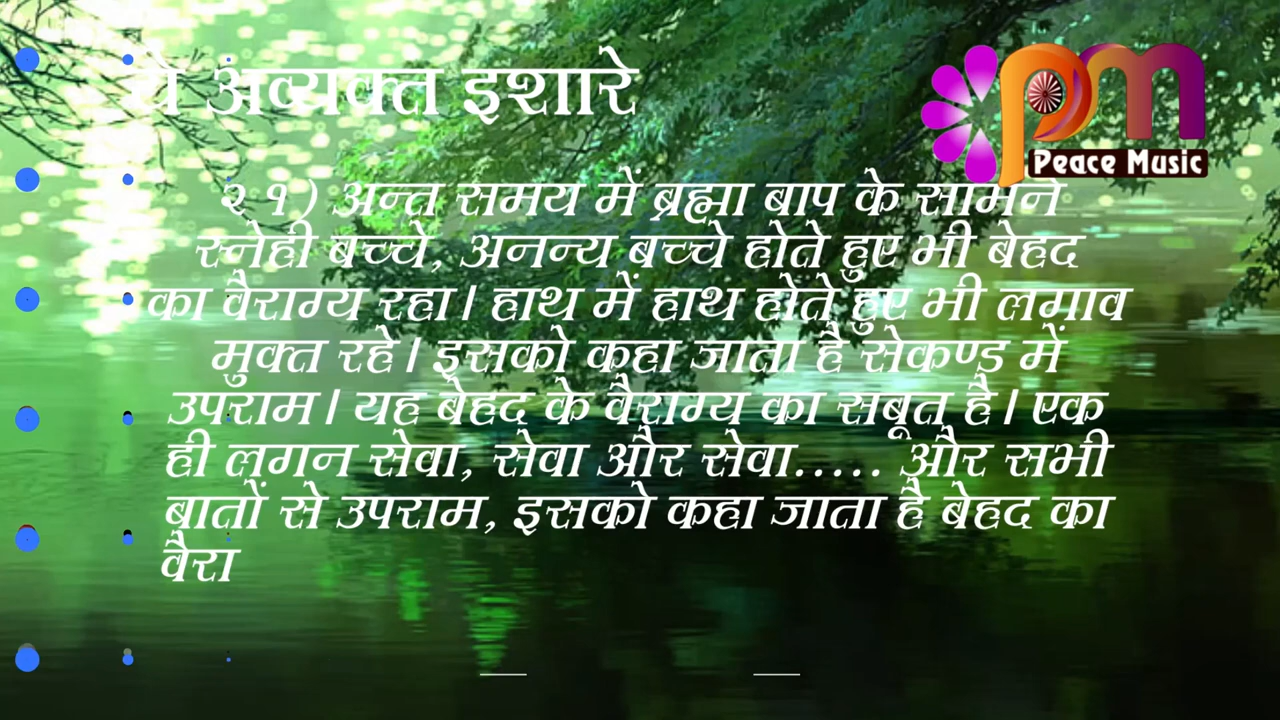 ये अव्यक्त इशारे
Peace Music
२१) अन्त समय में ब्रह्मा बाप के सामने
स्नेही बच्चे, अनन्य बच्चे होते हुए भी बेहद
का वैराग्य रहा। हाथ में हाथ होते हुए भी लगाव
मुक्त रहे। इसको कहा जाता है सेकण्ड में
उपराम। यह बेहद के वैराग्य का सबूत है। एक
ही लगन सेवा, सेवा और सेवा..... और सभी
बातों से उपराम, इसको कहा जाता है बेहद का
वैरा